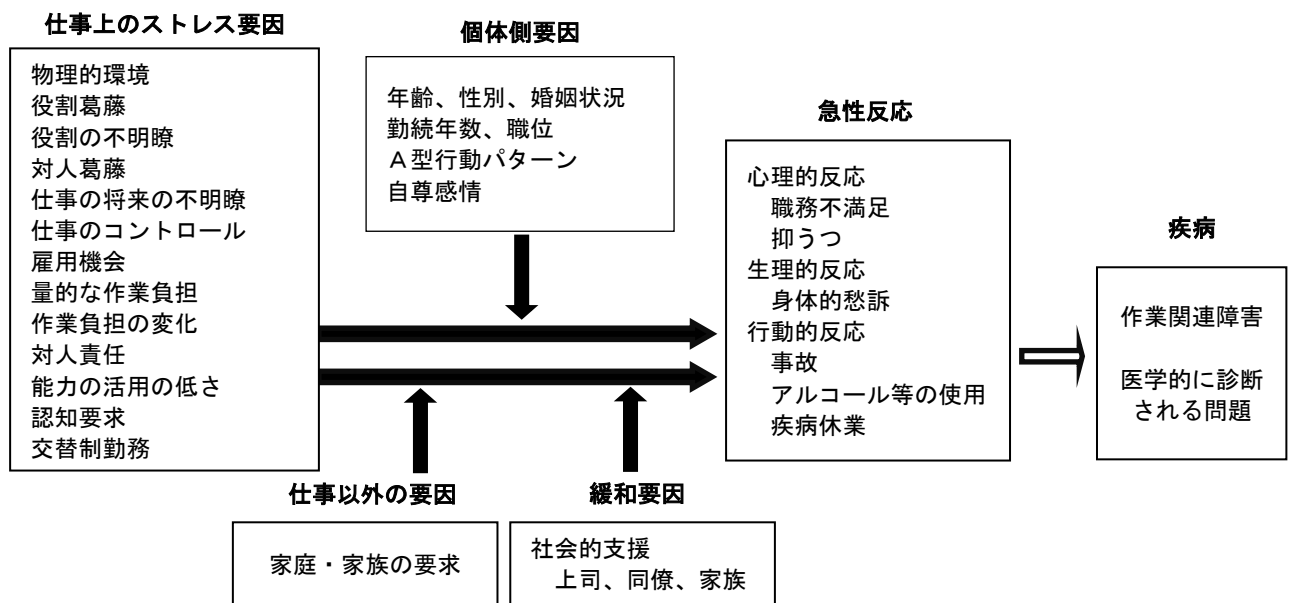 仕事上のストレス要因
物理的環境
役割葛藤
役割の不明瞭
対人葛藤
仕事の将来の不明瞭
仕事のコントロール
雇用機会
量的な作業負担
作業負担の変化
対人責任
能力の活用の低さ
認知要求
交替制勤務
個体側要因
年齢、性別、婚姻状況
勤続年数、職位
A型行動パターン
自尊感情
仕事以外の要因
家庭・家族の要求
緩和要因
社会的支援
上司、同僚、家族
急性反応
心理的反応
職務不満足
抑うつ
生理的反応
身体的愁訴
行動的反応
事故
アルコール等の使用
疾病休業
疾病
作業関連障害
医学的に診断
される問題